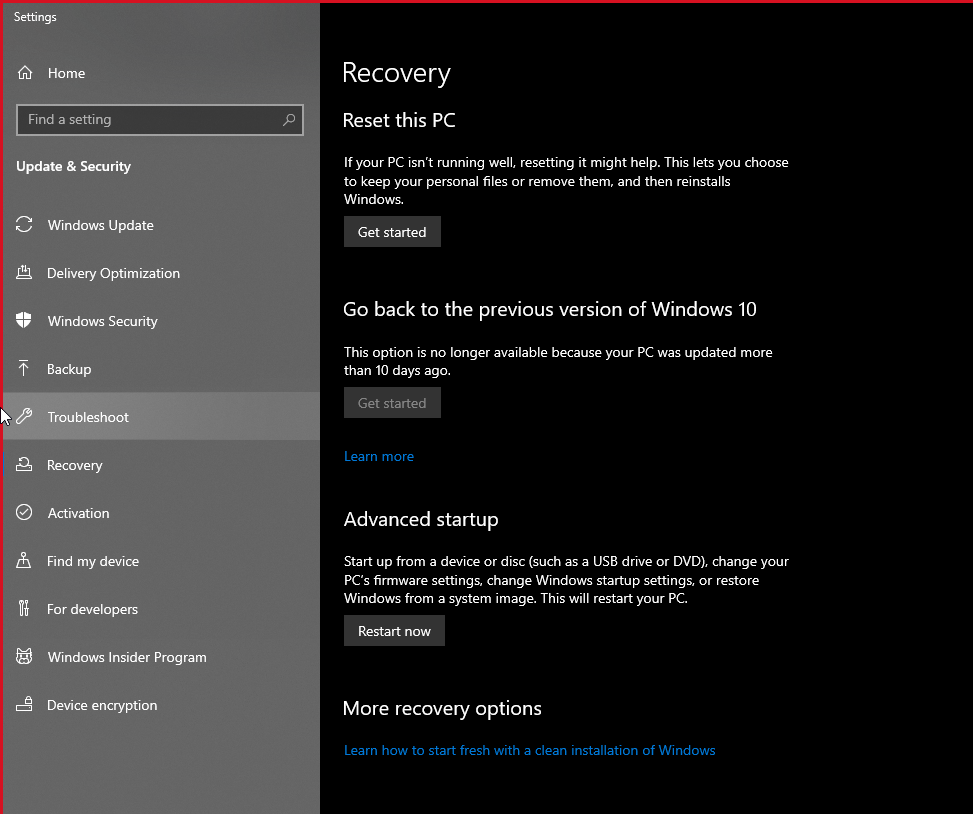 Settings
Home
Find a setting
Update & Security
Windows Update
Delivery Optimization
Windows Security
Backup
Troubleshoot
Recovery
Activation
Find my device
For developers
Windows Insider Program
Device encryption
Recovery
Reset this PC
If your PC isn't running well, resetting it might help. This lets you choose
to keep your personal files or remove them, and then reinstalls
Windows.
Get started
Go back to the previous version of Windows 10
This option is no longer available because your PC was updated more
than 10 days ago.
Get started
Learn more
Advanced startup
Start up from a device or disc (such as a USB drive or DVD), change your
PC's firmware settings, change Windows startup settings, or restore
Windows from a system image. This will restart your PC.
Restart now
More recovery options
Learn how to start fresh with a clean installation of Windows